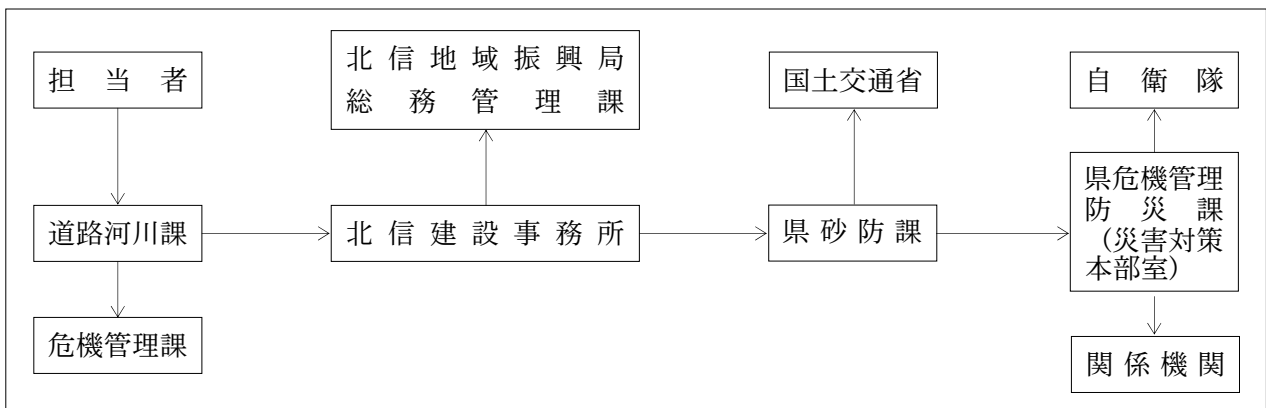 担当者
北信地域振興局
総務管理課
国土交通省
自衛隊
道路河川課
北信建設事務所
県砂防課
県危機管理
防災課
（災害対策
本部室）
危機管理課
関係機関